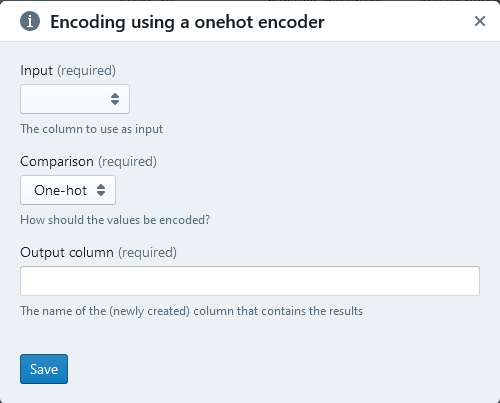 Encoding using a onehot encoder
Input (required)
The column to use as input
Comparison (required)
One-hot
How should the values be encoded?
Output column (required)
The name of the (newly created) column that contains the results
Save